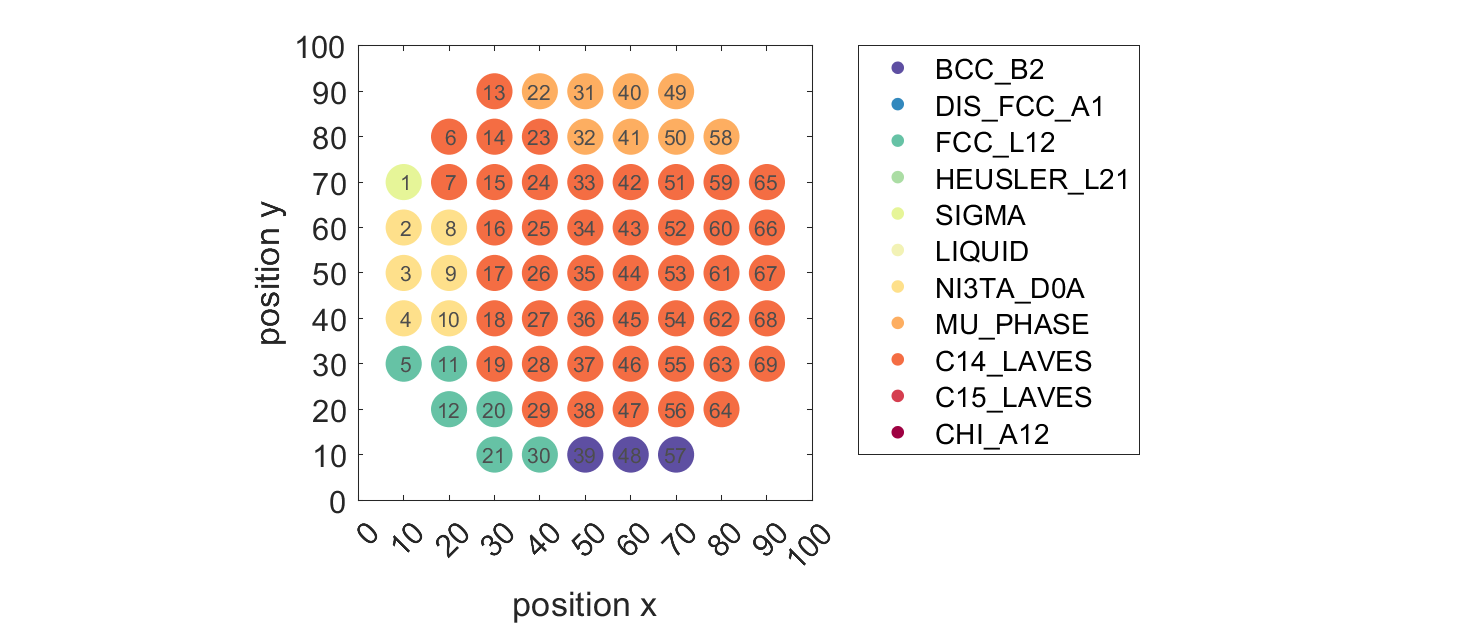 100
90
80
70
60
50
40
30
20
10
0
position y
13 22 31 40 49
6 14 23 32 41 50 58
1 7 15 24 33 42 51 59 65
2 8 16 25 34 43 52 60 66
3 9 17 26 35 44 53 61 67
4 10 18 27 36 45 54 62 68
5 11 19 28 37 46 55 63 69
12 20 29 38 47 56 64
21 30 39 48 57
0 10 20 30 40 50 60 70 80 90 100
position x
BCC_B2
DIS_FCC_A1
FCC_L12
HEUSLER_L21
SIGMA
LIQUID
NI3TA_D0A
MU_PHASE
C14_LAVES
C15_LAVES
CHI_A12